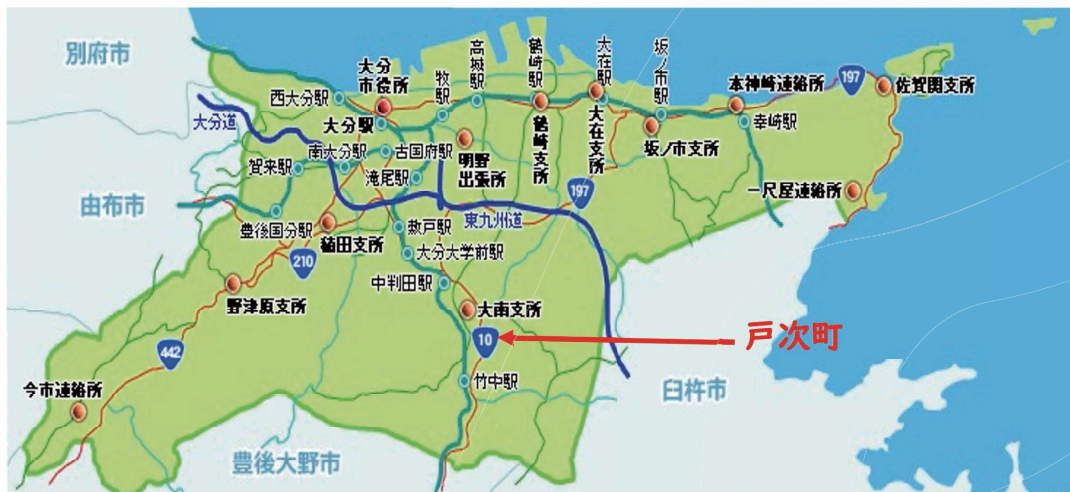 別府市
大分
市役所
牧駅
高城駅
鶴崎駅
大在駅
坂ノ市駅
本神崎連絡所
197
佐賀関支所
西大分駅
大分道
大分駅
幸崎駅
南大分駅
古国府駅
明野
出張所
鶴崎支所
大在支所
坂ノ市支所
賀来駅
滝尾駅
一尺屋連絡所
197
由布市
豊後国分駅
稙田支所
敷戸駅
東九州道
大分大学前駅
210
中判田駅
野津原支所
大南支所
10
戸次町
442
竹中駅
臼杵市
今市連絡所
豊後大野市